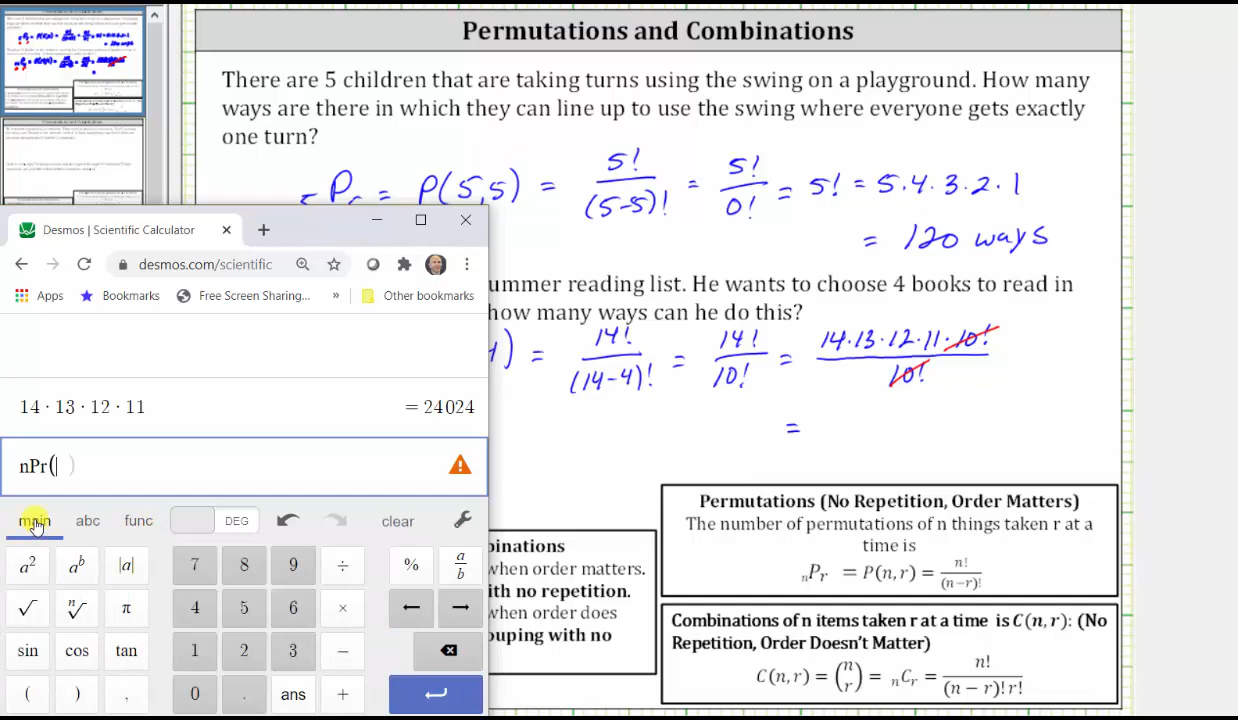 Permutations and Combinations
There are 5 children that are taking turns using the swing on a playground. How many
ways are there in which they can line up to use the swing where everyone gets exactly
one turn?
= P(5,5) = 5!/(5-5)! = 5!/0! = 5! = 5·4·3·2·1
= 120 ways
Desmos | Scientific Calculator
desmos.com/scientific
Apps Bookmarks Free Screen Sharing... » Other bookmarks
ummer reading list. He wants to choose 4 books to read in
how many ways can he do this?
) = 14!/(14-4)! = 14!/10! = 14·13·12·11·10!/10!
=
14 · 13 · 12 · 11 = 24024
nPr( )
main abc func DEG clear
a² aᵇ |a| 7 8 9 ÷ % a/b
√ ⁿ√ π 4 5 6 × ← →
sin cos tan 1 2 3 −
( ) , 0 . ans +
binations
when order matters.
ith no repetition.
when order does
ouping with no
Permutations (No Repetition, Order Matters)
The number of permutations of n things taken r at a
time is
ₙPᵣ = P(n, r) = n!/(n−r)!
Combinations of n items taken r at a time is C(n, r): (No
Repetition, Order Doesn't Matter)
C(n, r) = (n r) = ₙCᵣ = n!/(n − r)! r!